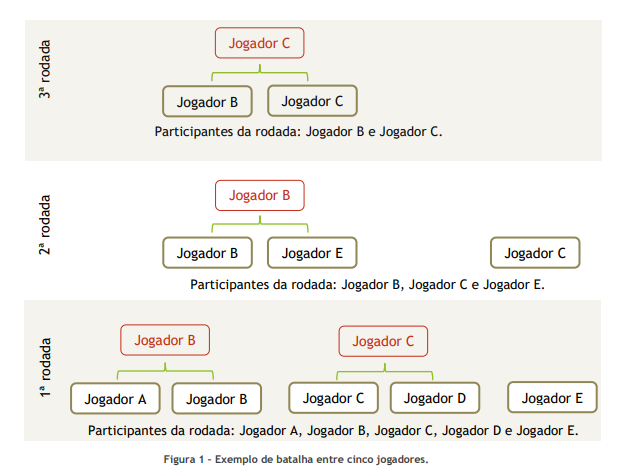 3ª rodada
Jogador C
Jogador B
Jogador C
Participantes da rodada: Jogador B e Jogador C.
2ª rodada
Jogador B
Jogador B
Jogador E
Jogador C
Participantes da rodada: Jogador B, Jogador C e Jogador E.
1ª rodada
Jogador B
Jogador C
Jogador A
Jogador B
Jogador C
Jogador D
Jogador E
Participantes da rodada: Jogador A, Jogador B, Jogador C, Jogador D e Jogador E.
Figura 1 - Exemplo de batalha entre cinco jogadores.